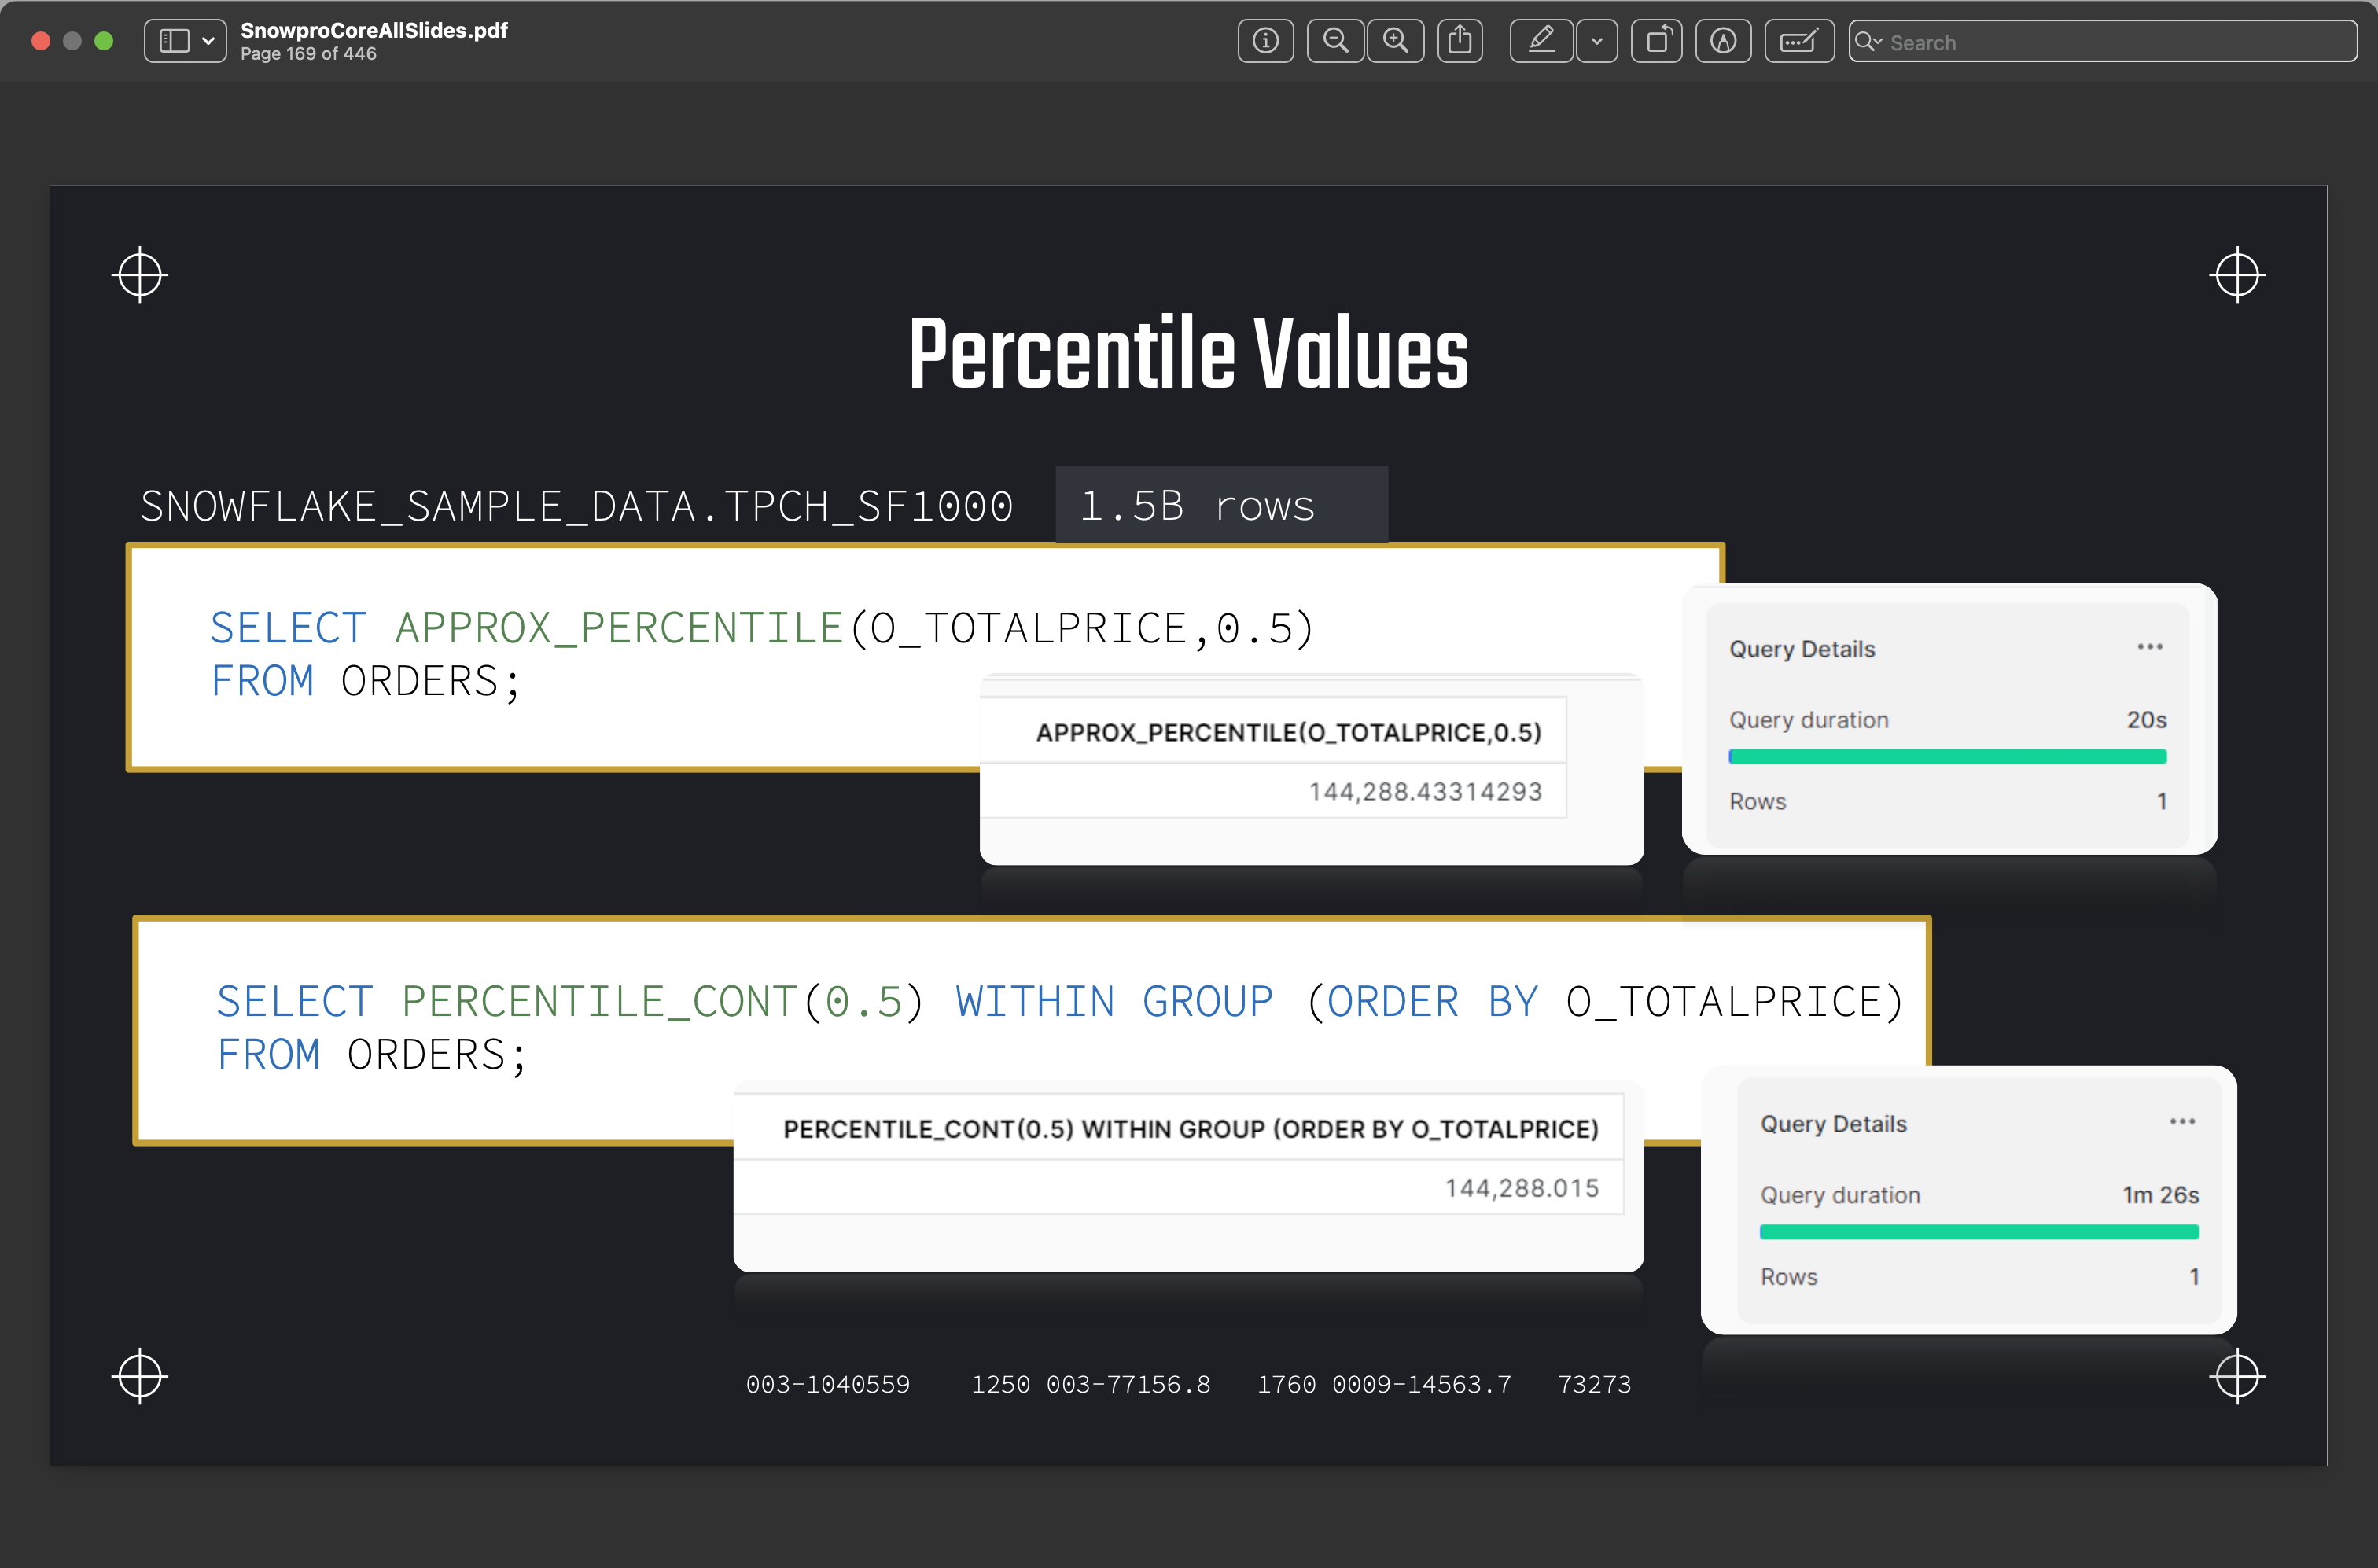 SnowproCoreAllSlides.pdf
Page 169 of 446
Search
Percentile Values
SNOWFLAKE_SAMPLE_DATA.TPCH_SF1000 1.5B rows
SELECT APPROX_PERCENTILE(O_TOTALPRICE,0.5)
FROM ORDERS;
APPROX_PERCENTILE(O_TOTALPRICE,0.5)
144,288.43314293
Query Details ...
Query duration 20s
Rows 1
SELECT PERCENTILE_CONT(0.5) WITHIN GROUP (ORDER BY O_TOTALPRICE)
FROM ORDERS;
PERCENTILE_CONT(0.5) WITHIN GROUP (ORDER BY O_TOTALPRICE)
144,288.015
Query Details ...
Query duration 1m 26s
Rows 1
003-1040559 1250 003-77156.8 1760 0009-14563.7 73273